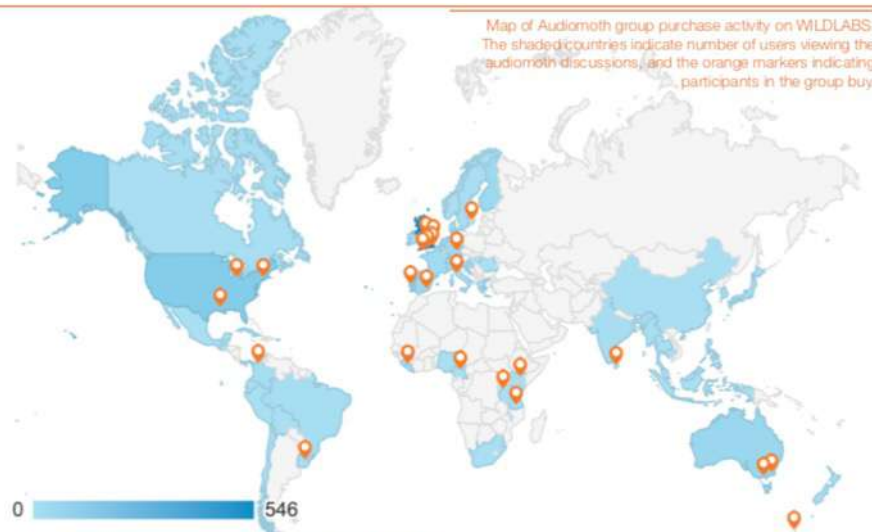 Map of Audiomoth group purchase activity on WILDLABS
The shaded countries indicate number of users viewing the
audiomoth discussions, and the orange markers indicating
participants in the group buy
0
546